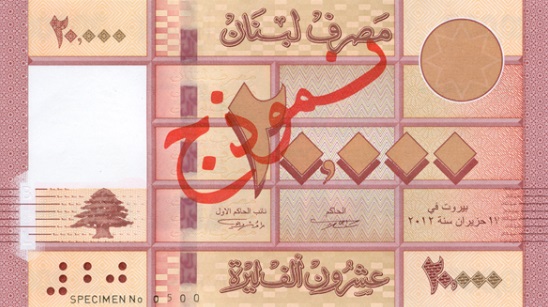 ٢٠,٠٠٠
مصرف لبنان
نموذج
٢٠,٠٠٠
نائب الحاكم الأول
الحاكم
بيروت في
١٧ حزيران سنة ٢٠١٢
SPECIMEN No 0500
عشرون ألف ليرة
٢٠,٠٠٠